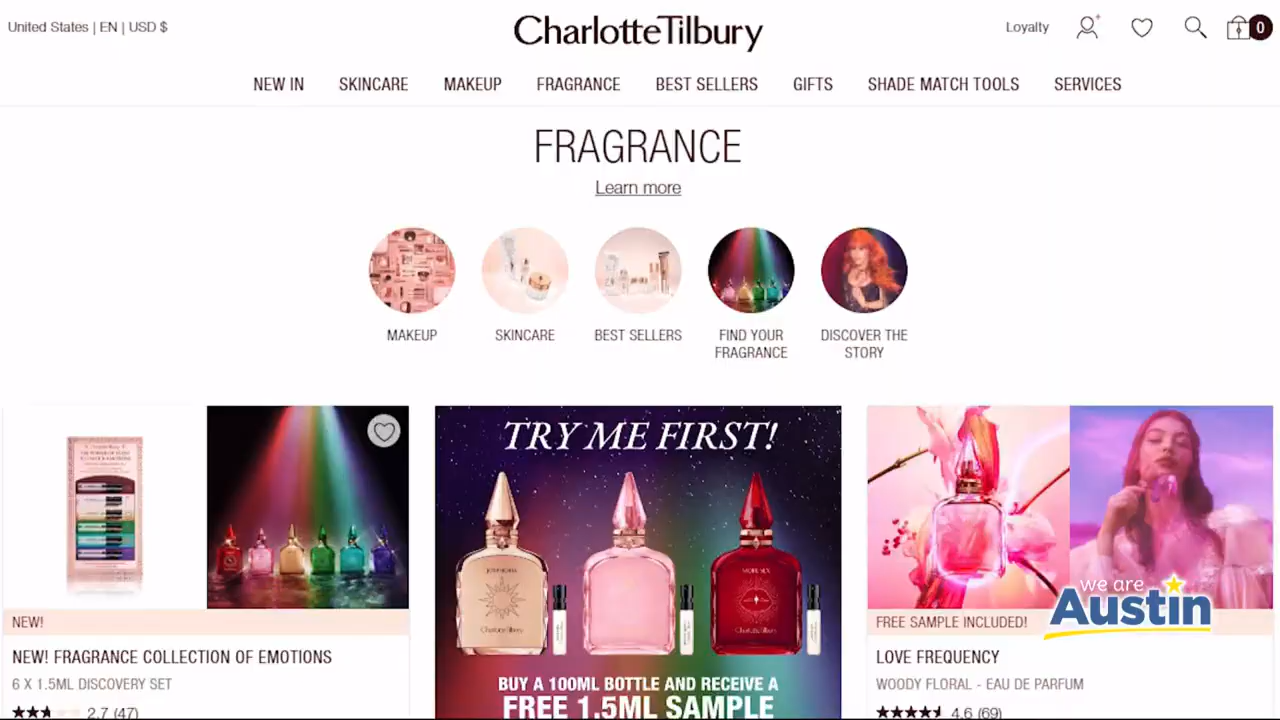 United States | EN | USD $
CharlotteTilbury
Loyalty
0
NEW IN
SKINCARE
MAKEUP
FRAGRANCE
BEST SELLERS
GIFTS
SHADE MATCH TOOLS
SERVICES
FRAGRANCE
Learn more
MAKEUP
SKINCARE
BEST SELLERS
FIND YOUR
FRAGRANCE
DISCOVER THE
STORY
TRY ME FIRST!
CharlotteTilbury
CharlotteTilbury
BUY A 100ML BOTTLE AND RECEIVE A
FREE 1.5ML SAMPLE
NEW!
NEW! FRAGRANCE COLLECTION OF EMOTIONS
6 X 1.5ML DISCOVERY SET
2.7 (47)
FREE SAMPLE INCLUDED!
LOVE FREQUENCY
WOODY FLORAL - EAU DE PARFUM
4.6 (69)
we are
Austin